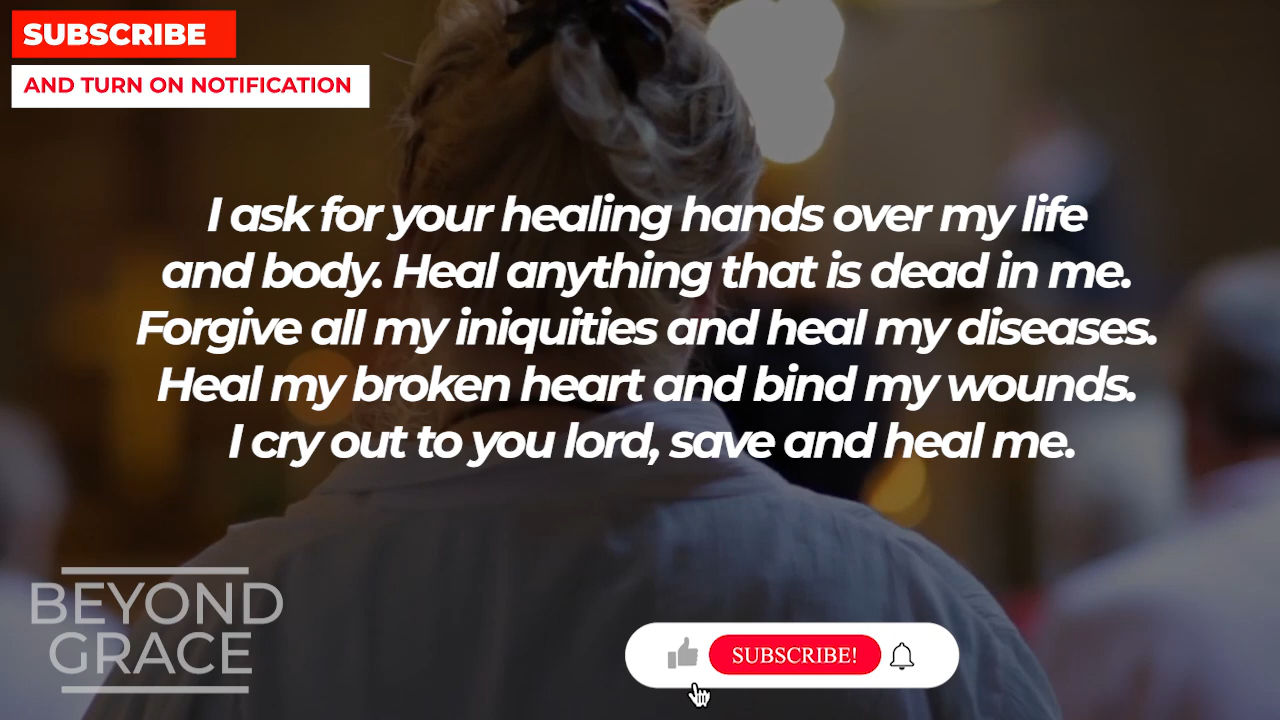 SUBSCRIBE
AND TURN ON NOTIFICATION
I ask for your healing hands over my life
and body. Heal anything that is dead in me.
Forgive all my iniquities and heal my diseases.
Heal my broken heart and bind my wounds.
I cry out to you lord, save and heal me.
BEYOND
GRACE
SUBSCRIBE!